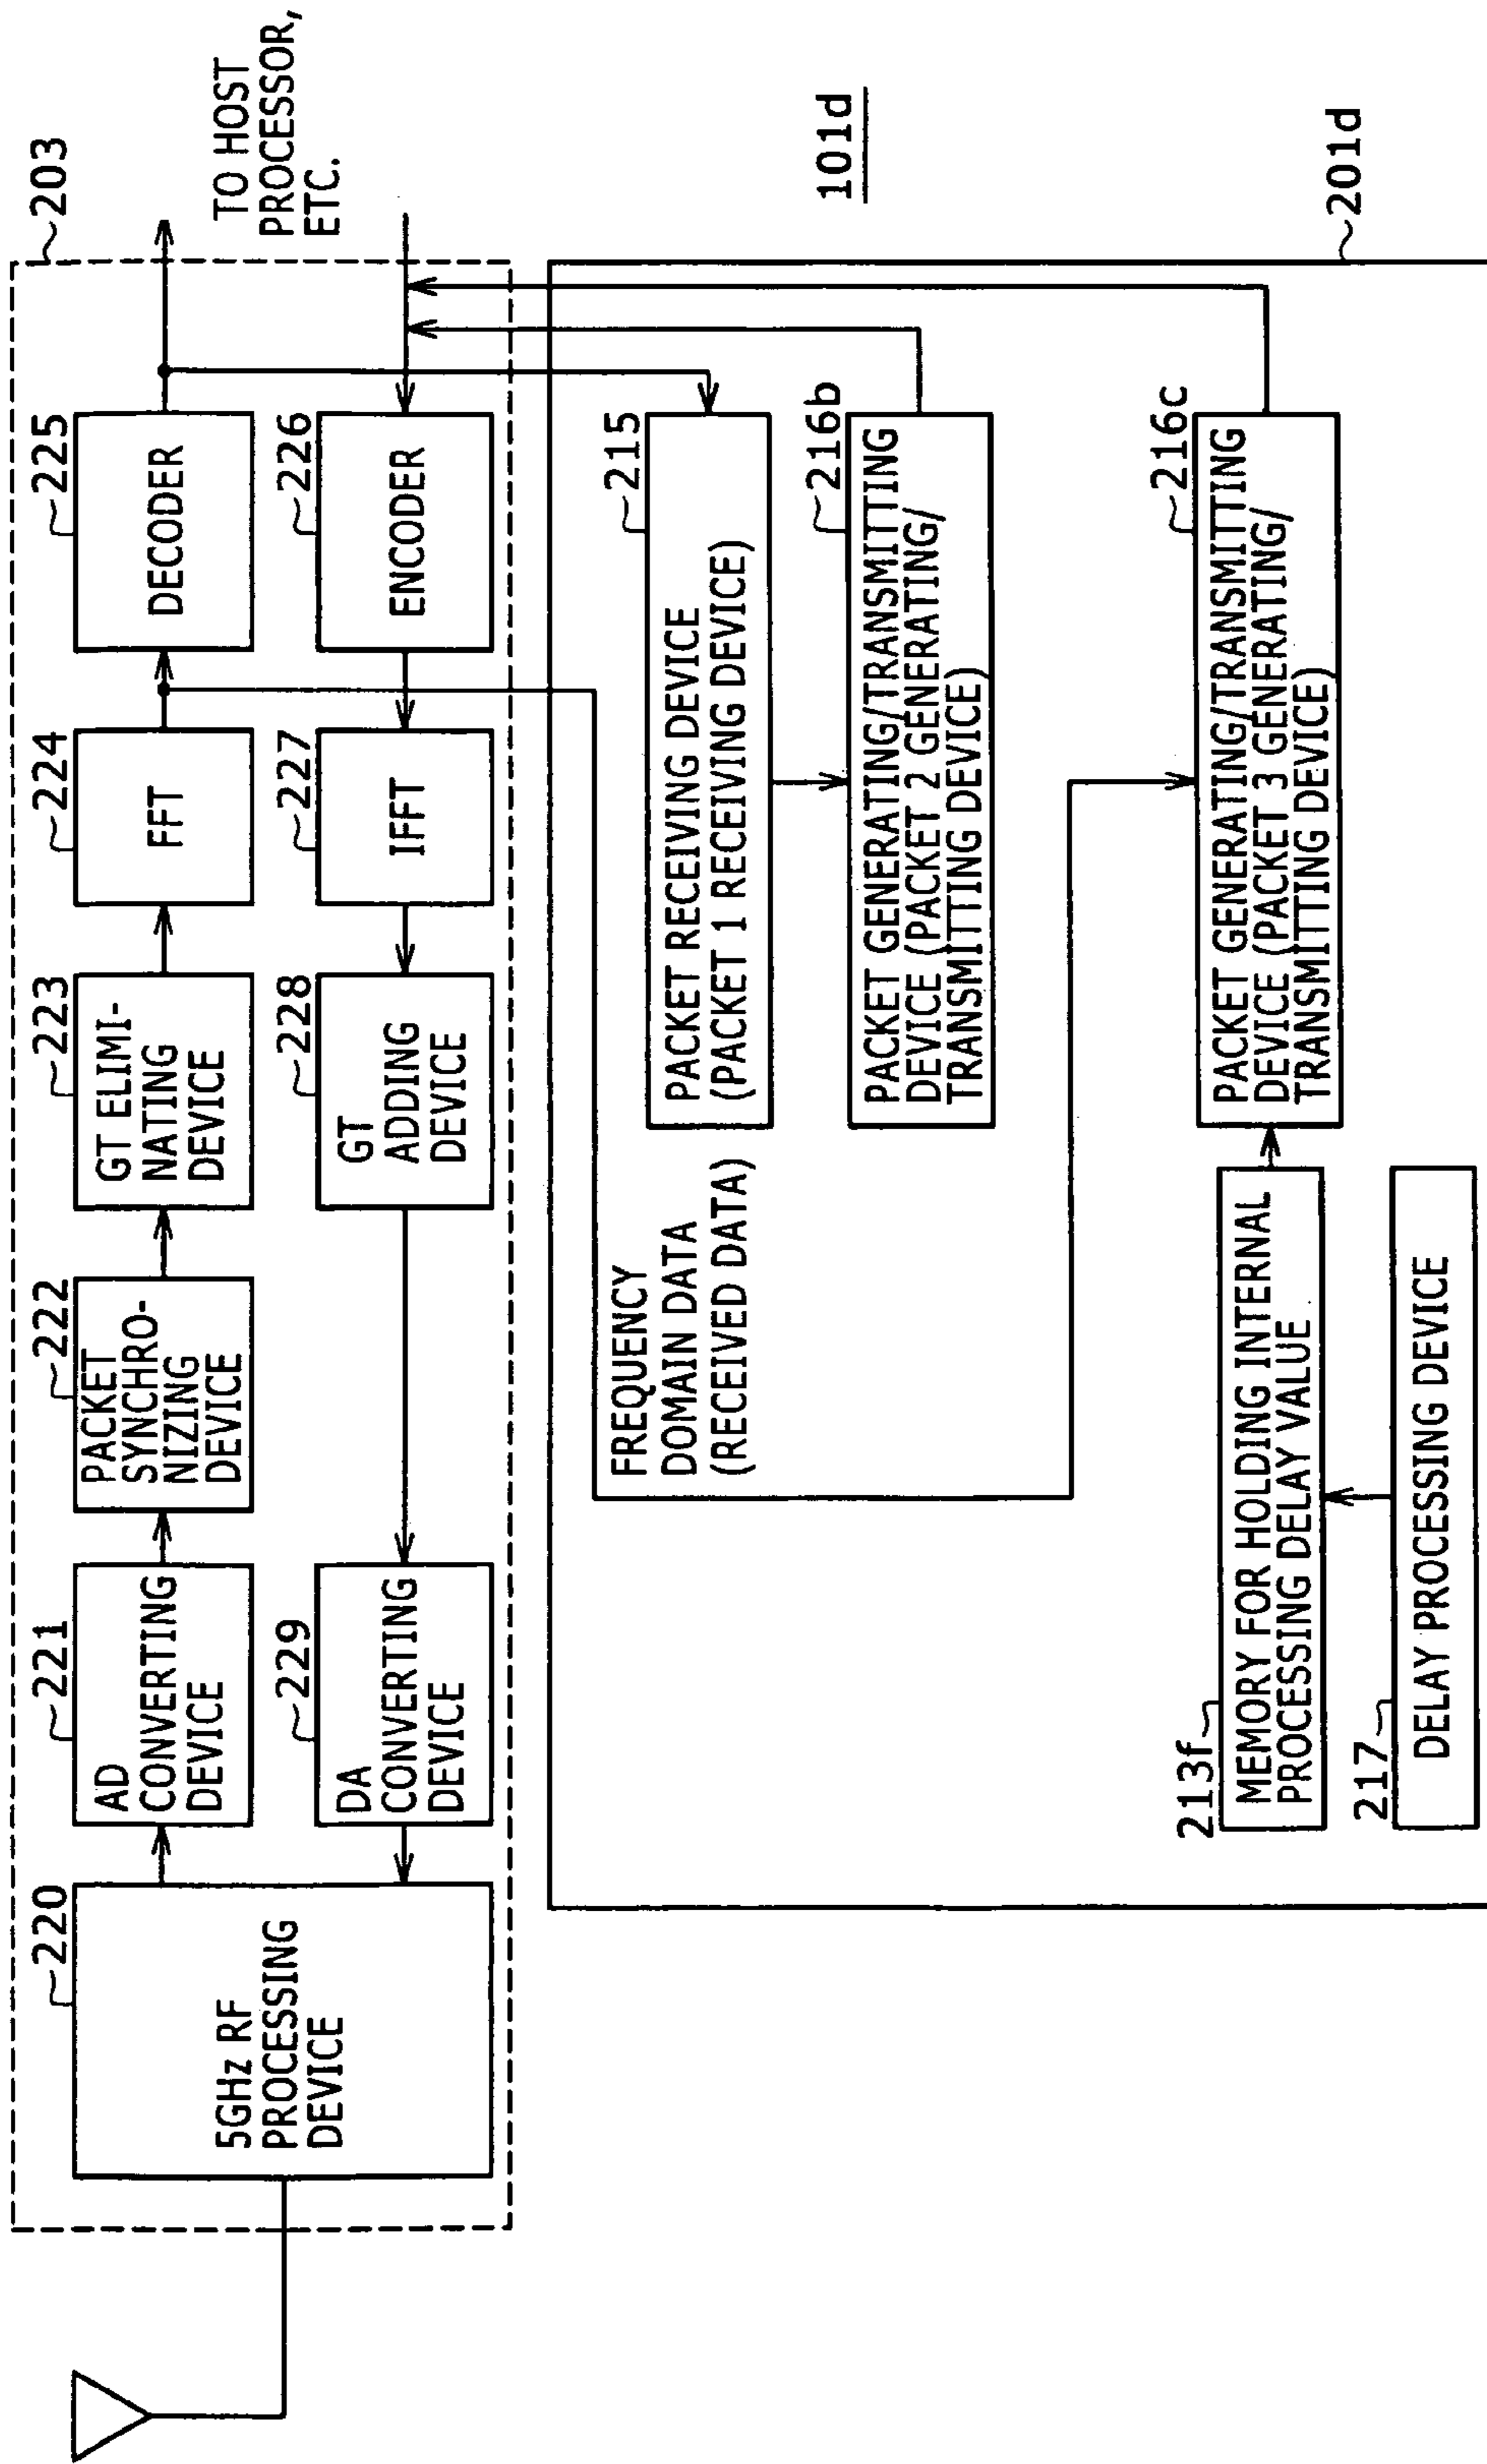 203
220
5GHz RF
PROCESSING
DEVICE
221
AD
CONVERTING
DEVICE
222
PACKET
SYNCHRO-
NIZING
DEVICE
223
GT ELIMI-
NATING
DEVICE
224
FFT
225
DECODER
TO HOST
PROCESSOR,
ETC.
229
DA
CONVERTING
DEVICE
228
GT
ADDING
DEVICE
227
IFFT
226
ENCODER
FREQUENCY
DOMAIN DATA
(RECEIVED DATA)
215
PACKET RECEIVING DEVICE
(PACKET 1 RECEIVING DEVICE)
101d
216b
PACKET GENERATING/TRANSMITTING
DEVICE (PACKET 2 GENERATING/
TRANSMITTING DEVICE)
213f
MEMORY FOR HOLDING INTERNAL
PROCESSING DELAY VALUE
216c
PACKET GENERATING/TRANSMITTING
DEVICE (PACKET 3 GENERATING/
TRANSMITTING DEVICE)
201d
217
DELAY PROCESSING DEVICE